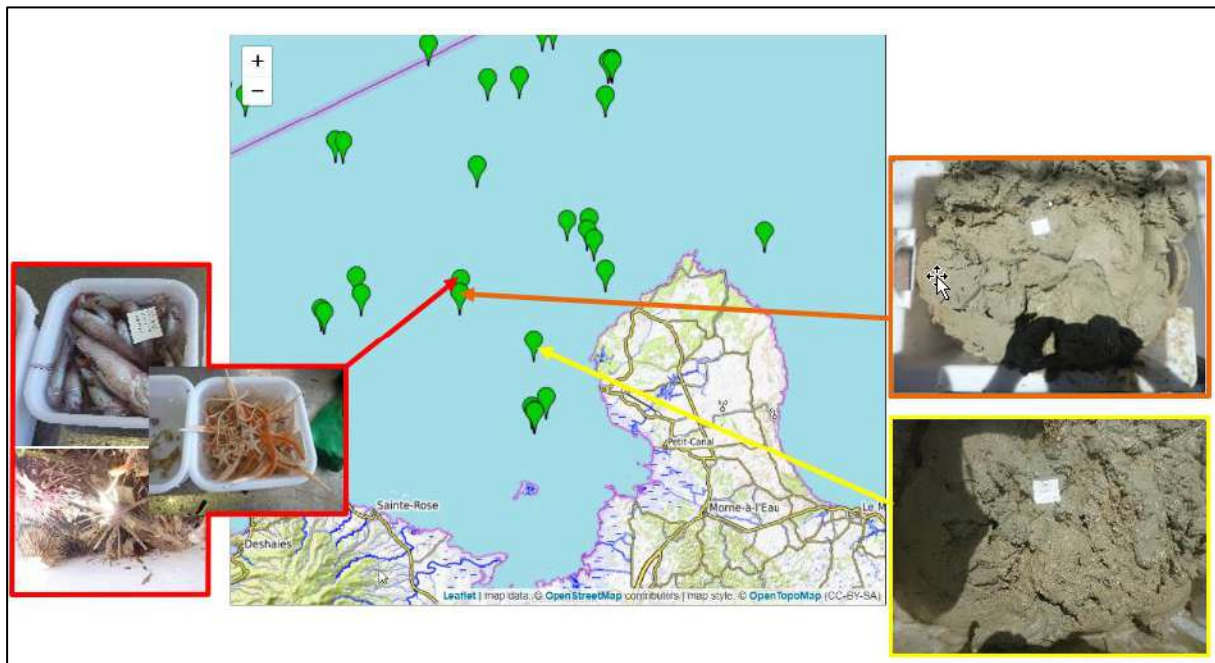 +
−
Petit-Canal
Sainte-Rose
Morne-à-l'Eau
Le M
Deshaies
Leaflet | map data: © OpenStreetMap contributors | map style: © OpenTopoMap (CC-BY-SA)